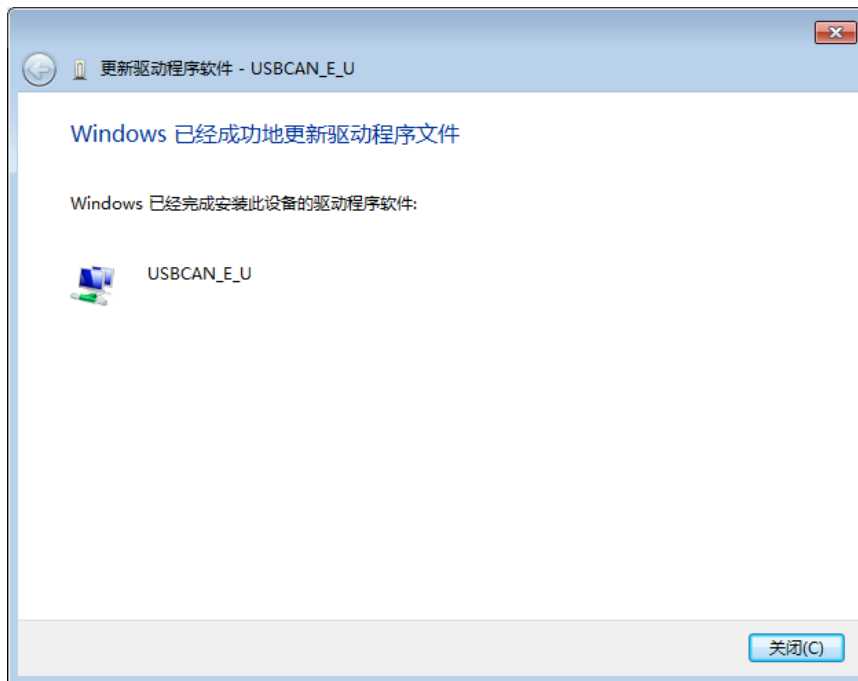 更新驱动程序软件 - USBCAN_E_U
Windows 已经成功地更新驱动程序文件
Windows 已经完成安装此设备的驱动程序软件:
USBCAN_E_U
关闭(C)